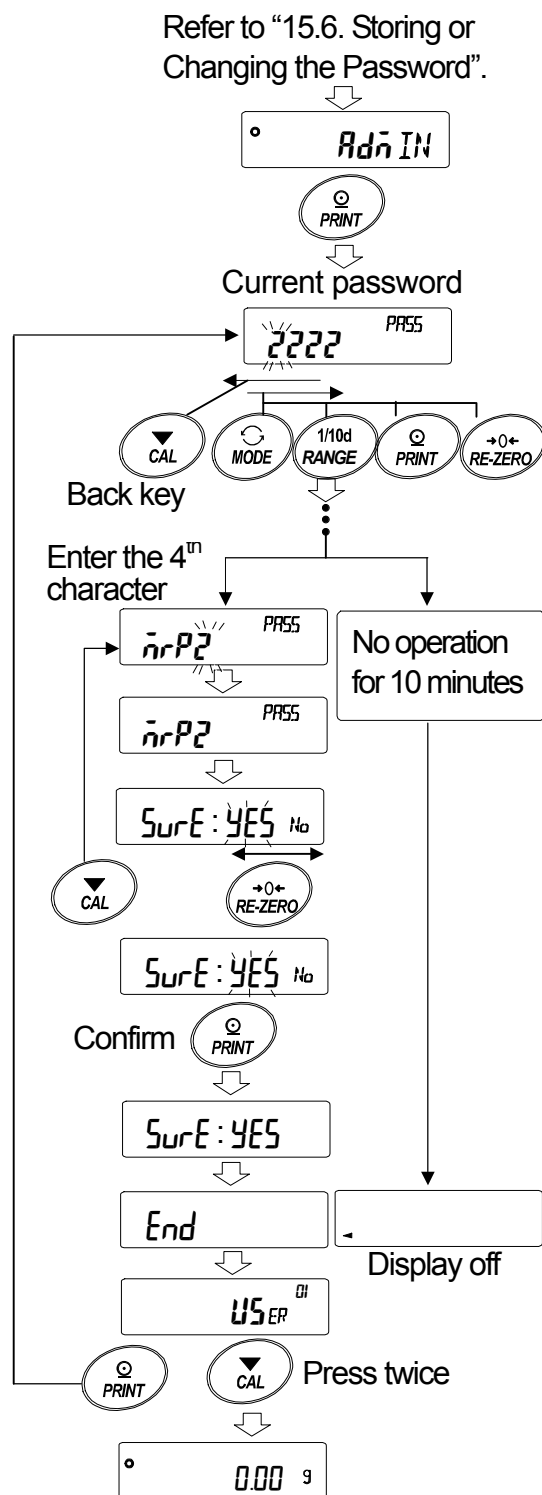 Refer to “15.6. Storing or
Changing the Password”.
Admin
PRINT
Current password
2222 PASS
CAL
MODE
1/10d
RANGE
PRINT
→0←
RE-ZERO
Back key
Enter the 4th
character
mrP2 PASS
No operation
for 10 minutes
mrP2 PASS
SurE:YES No
CAL
→0←
RE-ZERO
SurE:YES No
Confirm
PRINT
SurE:YES
End
Display off
USER 01
PRINT
CAL
Press twice
0.00 g